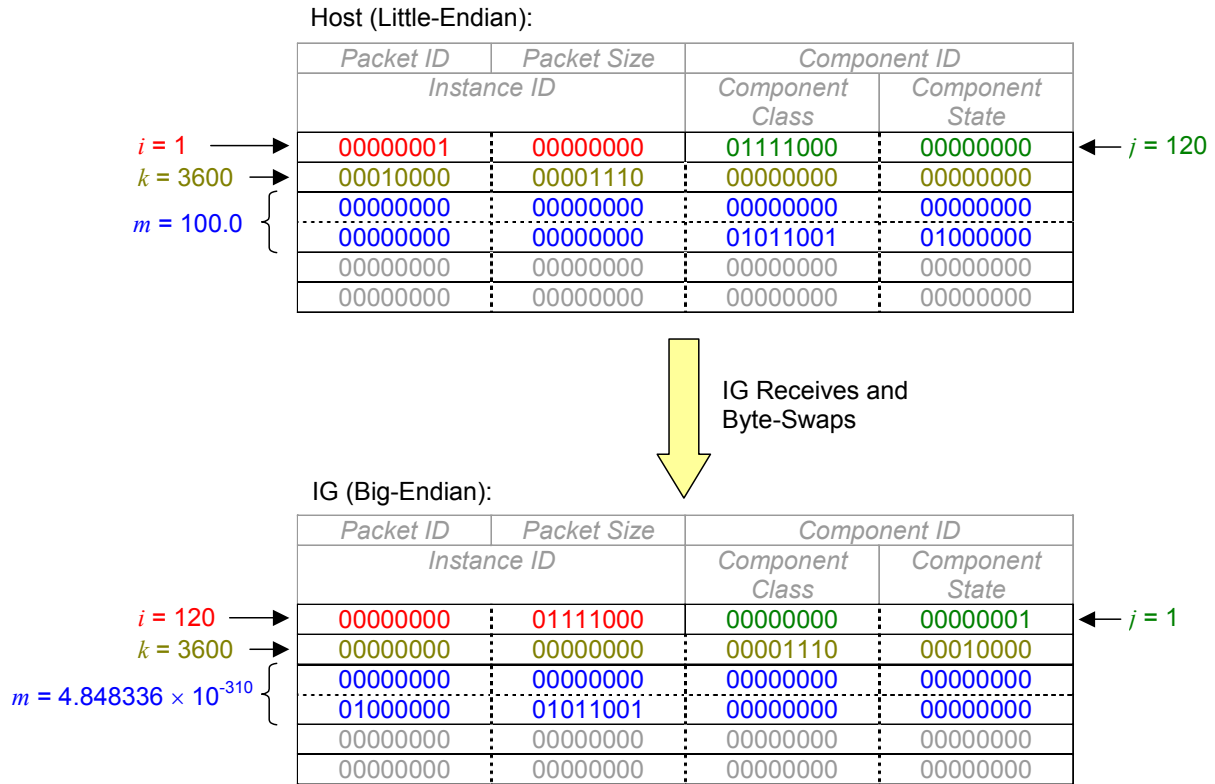 Host (Little-Endian):
Packet ID Packet Size Component ID
Instance ID Component Class Component State
i = 1 00000001 00000000 01111000 00000000 j = 120
k = 3600 00010000 00001110 00000000 00000000
m = 100.0 00000000 00000000 00000000 00000000
00000000 00000000 01011001 01000000
00000000 00000000 00000000 00000000
00000000 00000000 00000000 00000000
IG Receives and
Byte-Swaps
IG (Big-Endian):
Packet ID Packet Size Component ID
Instance ID Component Class Component State
i = 120 00000000 01111000 00000000 00000001 j = 1
k = 3600 00000000 00000000 00001110 00010000
m = 4.848336 × 10⁻³¹⁰ 00000000 00000000 00000000 00000000
01000000 01011001 00000000 00000000
00000000 00000000 00000000 00000000
00000000 00000000 00000000 00000000